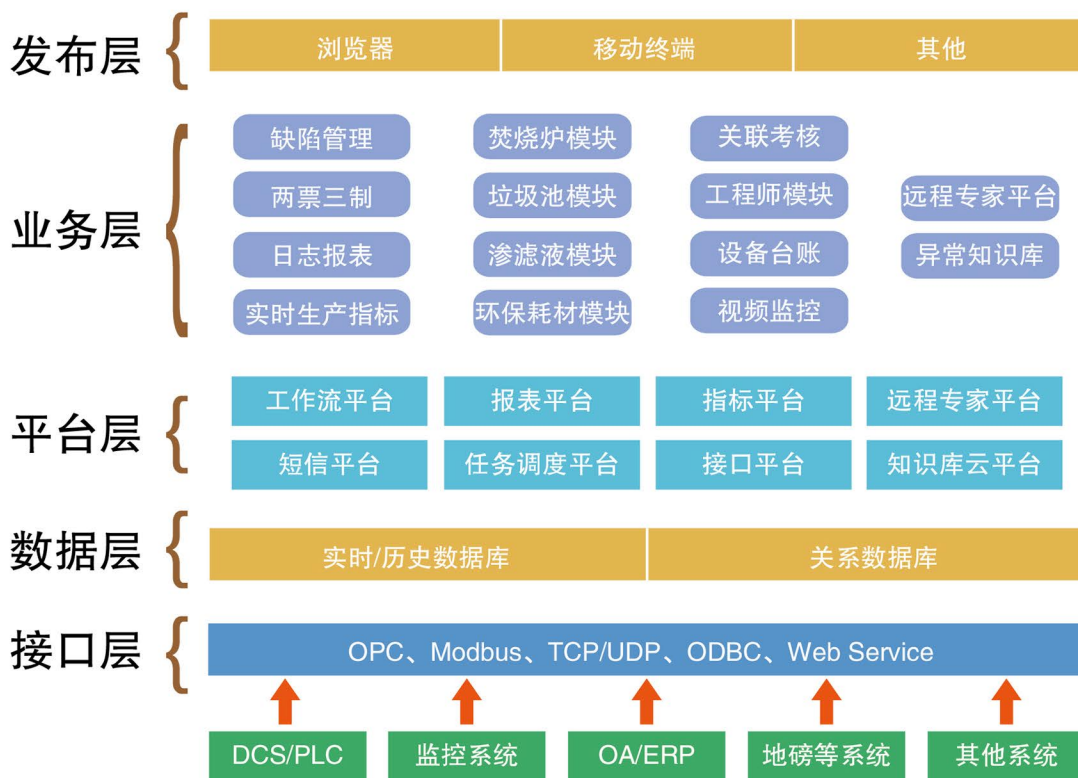 发布层
浏览器 移动终端 其他
业务层
缺陷管理 焚烧炉模块 关联考核
两票三制 垃圾池模块 工程师模块 远程专家平台
日志报表 渗滤液模块 设备台账 异常知识库
实时生产指标 环保耗材模块 视频监控
平台层
工作流平台 报表平台 指标平台 远程专家平台
短信平台 任务调度平台 接口平台 知识库云平台
数据层
实时/历史数据库 关系数据库
接口层
OPC、Modbus、TCP/UDP、ODBC、Web Service
DCS/PLC 监控系统 OA/ERP 地磅等系统 其他系统